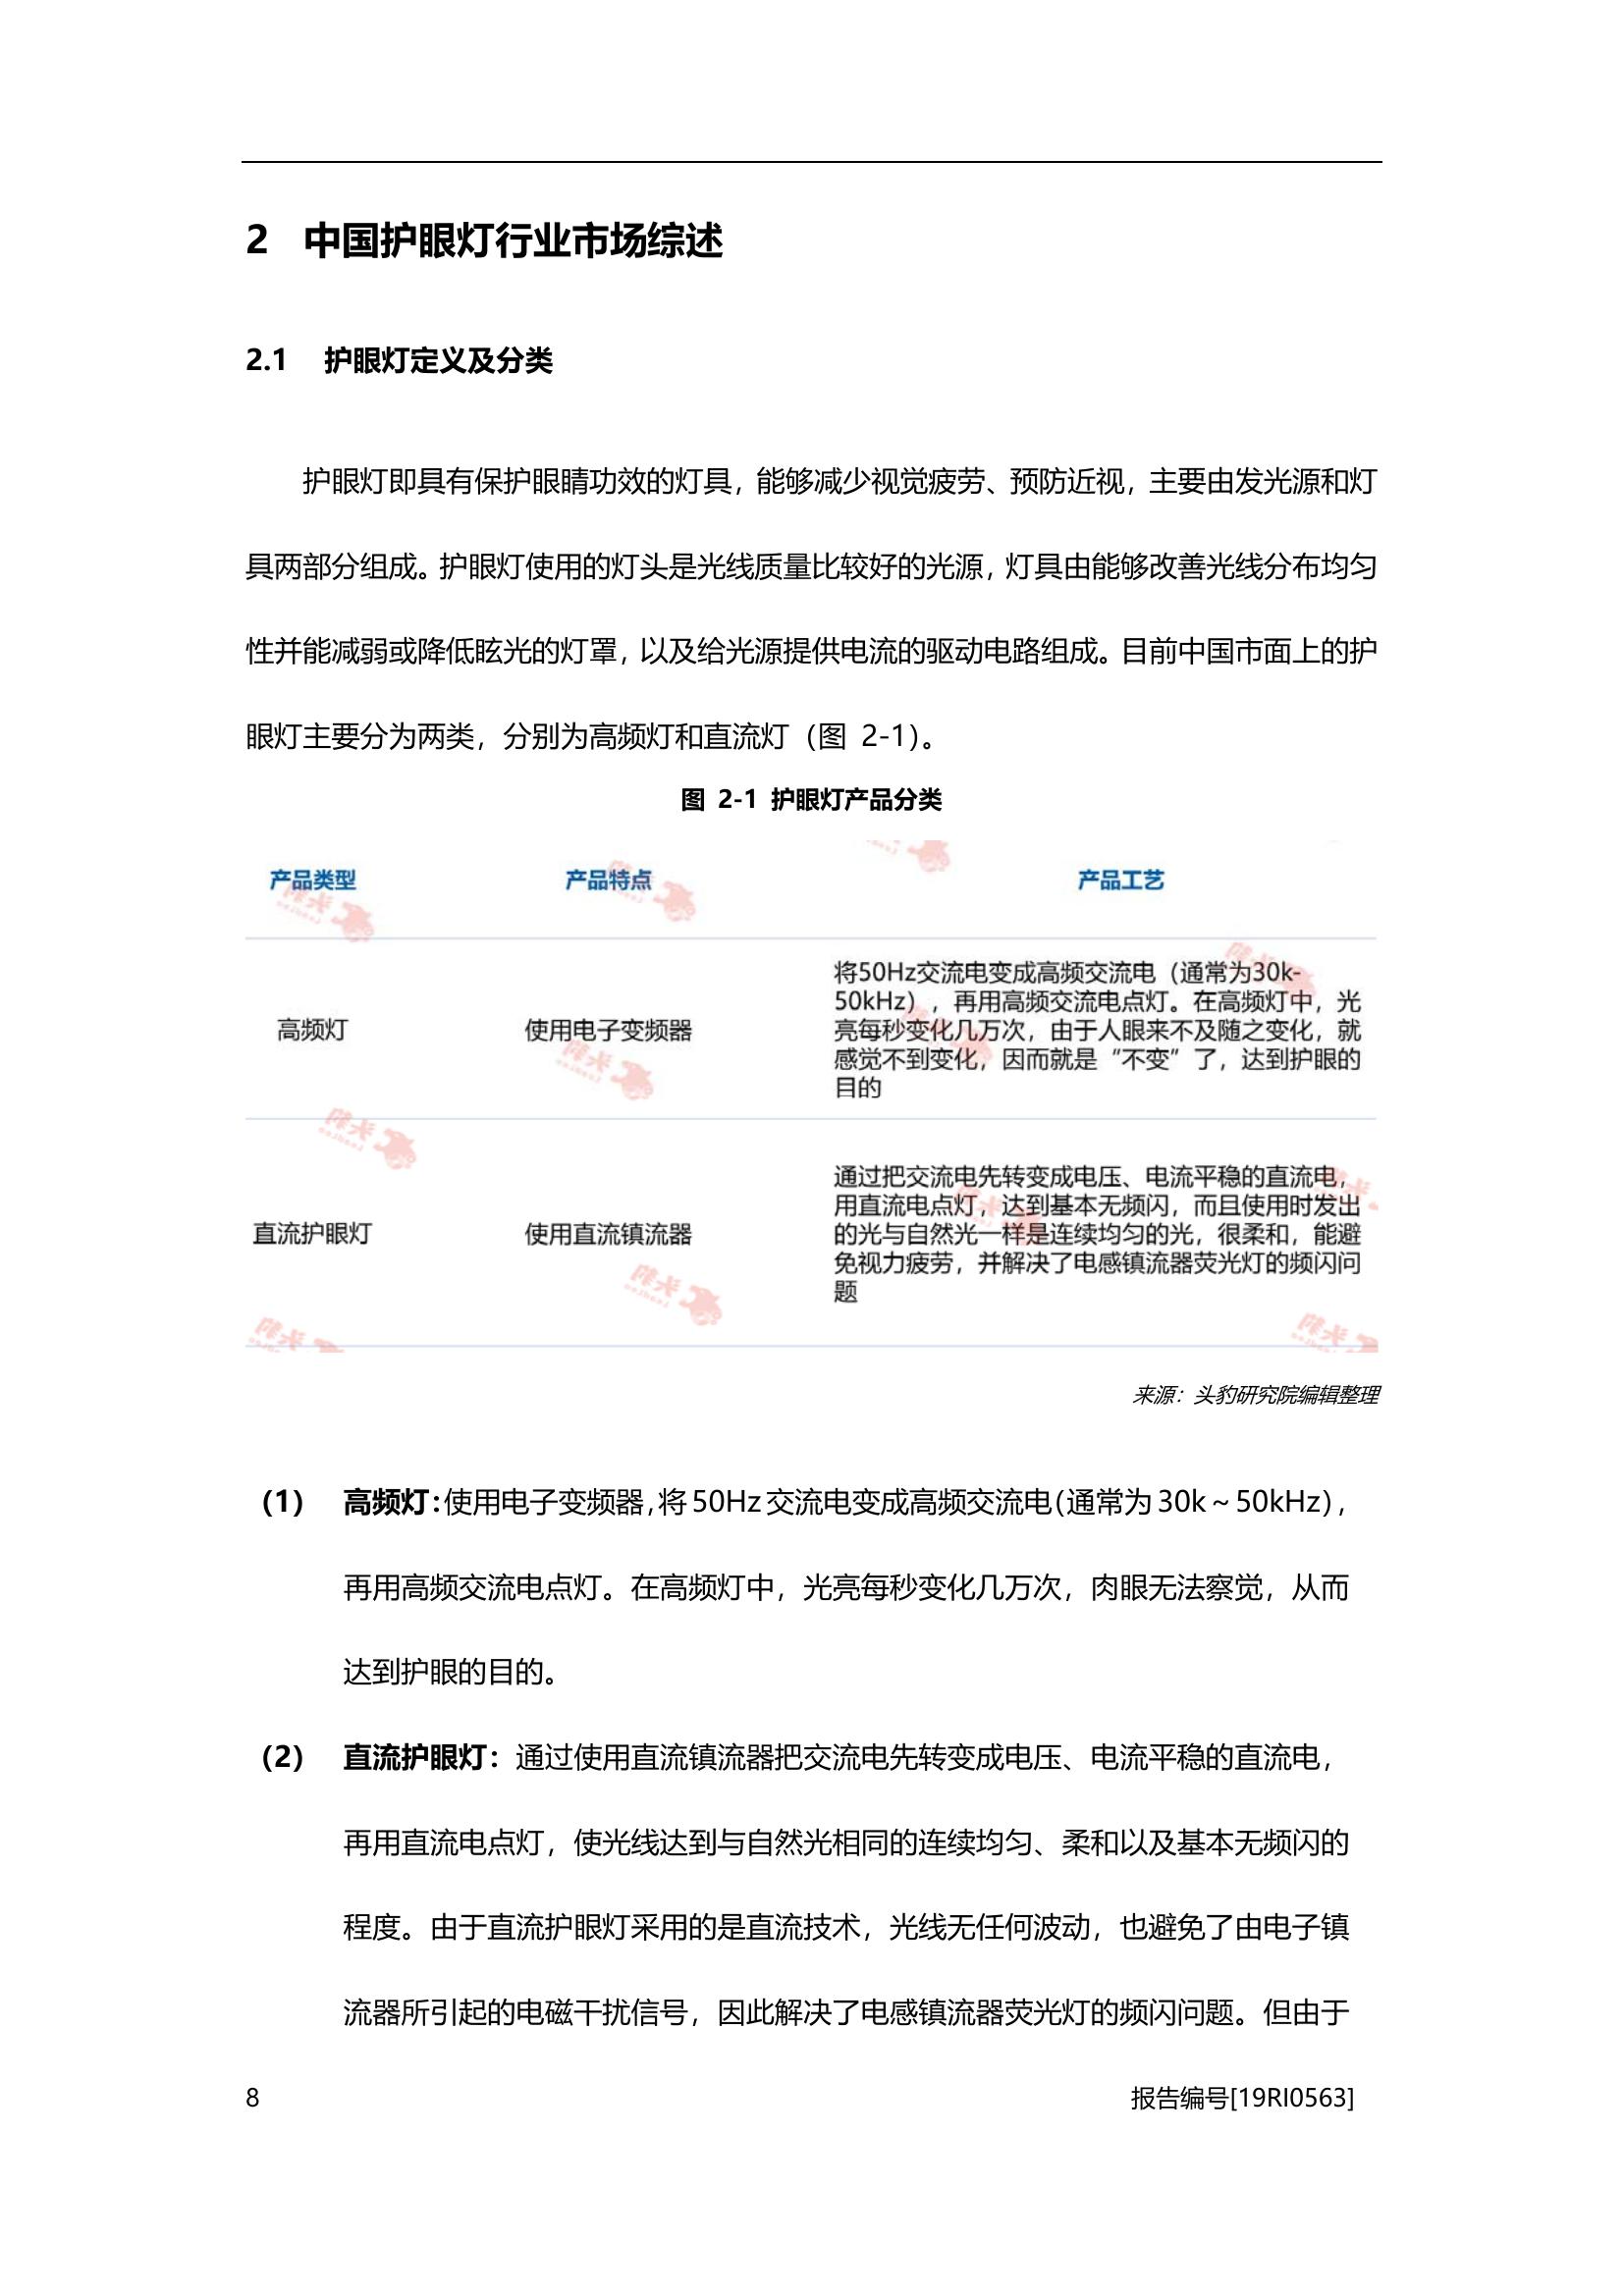 2 中国护眼灯行业市场综述
2.1 护眼灯定义及分类
护眼灯即具有保护眼睛功效的灯具，能够减少视觉疲劳、预防近视，主要由发光源和灯
具两部分组成。护眼灯使用的灯头是光线质量比较好的光源，灯具由能够改善光线分布均匀
性并能减弱或降低眩光的灯罩，以及给光源提供电流的驱动电路组成。目前中国市面上的护
眼灯主要分为两类，分别为高频灯和直流灯（图 2-1）。
图 2-1 护眼灯产品分类
产品类型 产品特点 产品工艺
高频灯 使用电子变频器
将50Hz交流电变成高频交流电（通常为30k-
50kHz），再用高频交流电点灯。在高频灯中，光
亮每秒变化几万次，由于人眼来不及随之变化，就
感觉不到变化，因而就是“不变”了，达到护眼的
目的
直流护眼灯 使用直流镇流器
通过把交流电先转变成电压、电流平稳的直流电，
用直流电点灯，达到基本无频闪，而且使用时发出
的光与自然光一样是连续均匀的光，很柔和，能避
免视力疲劳，并解决了电感镇流器荧光灯的频闪问
题
来源：头豹研究院编辑整理
（1） 高频灯：使用电子变频器，将 50Hz 交流电变成高频交流电（通常为 30k～50kHz），
再用高频交流电点灯。在高频灯中，光亮每秒变化几万次，肉眼无法察觉，从而
达到护眼的目的。
（2） 直流护眼灯：通过使用直流镇流器把交流电先转变成电压、电流平稳的直流电，
再用直流电点灯，使光线达到与自然光相同的连续均匀、柔和以及基本无频闪的
程度。由于直流护眼灯采用的是直流技术，光线无任何波动，也避免了由电子镇
流器所引起的电磁干扰信号，因此解决了电感镇流器荧光灯的频闪问题。但由于
8 报告编号[19RI0563]